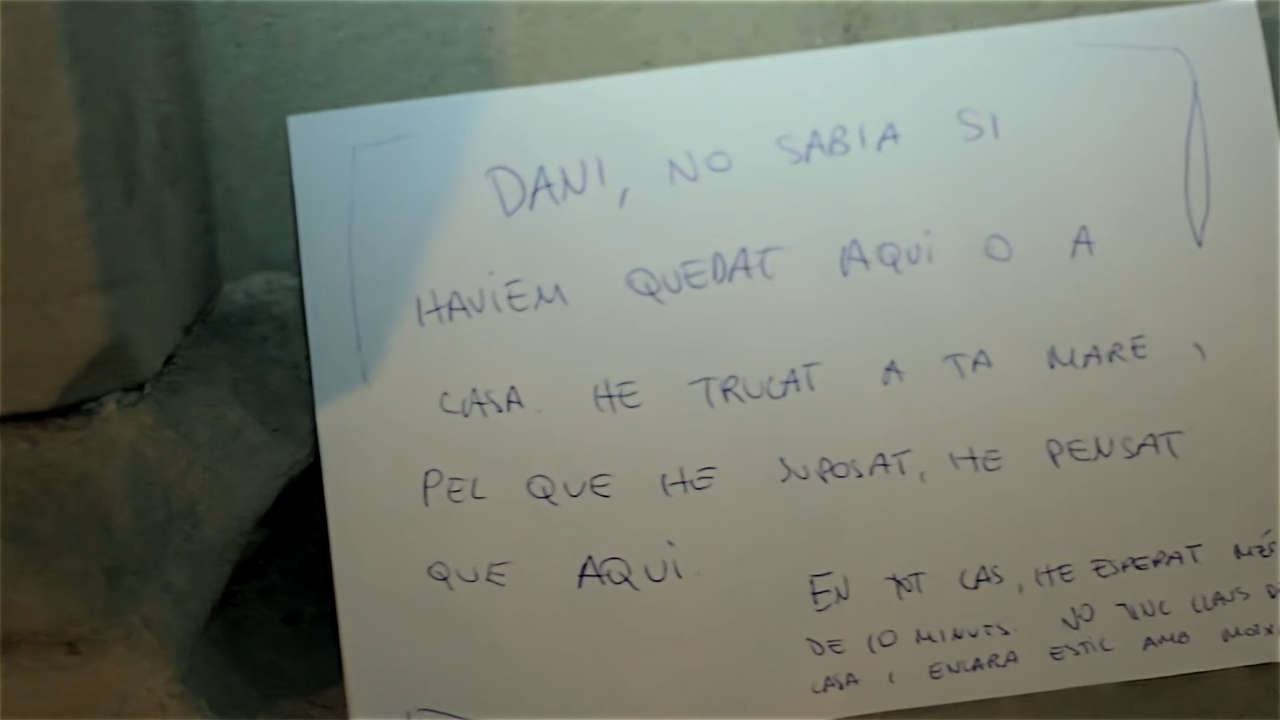 DANI, NO SABIA SI
HAVIEM QUEDAT AQUI O A
CASA. HE TRUCAT A TA MARE I,
PEL QUE HE SUPOSAT, HE PENSAT
QUE AQUI.
EN TOT CAS, HE ESPERAT MÉS
DE 10 MINUTS. NO TINC CLAUS D
CASA I ENCARA ESTIC AMB